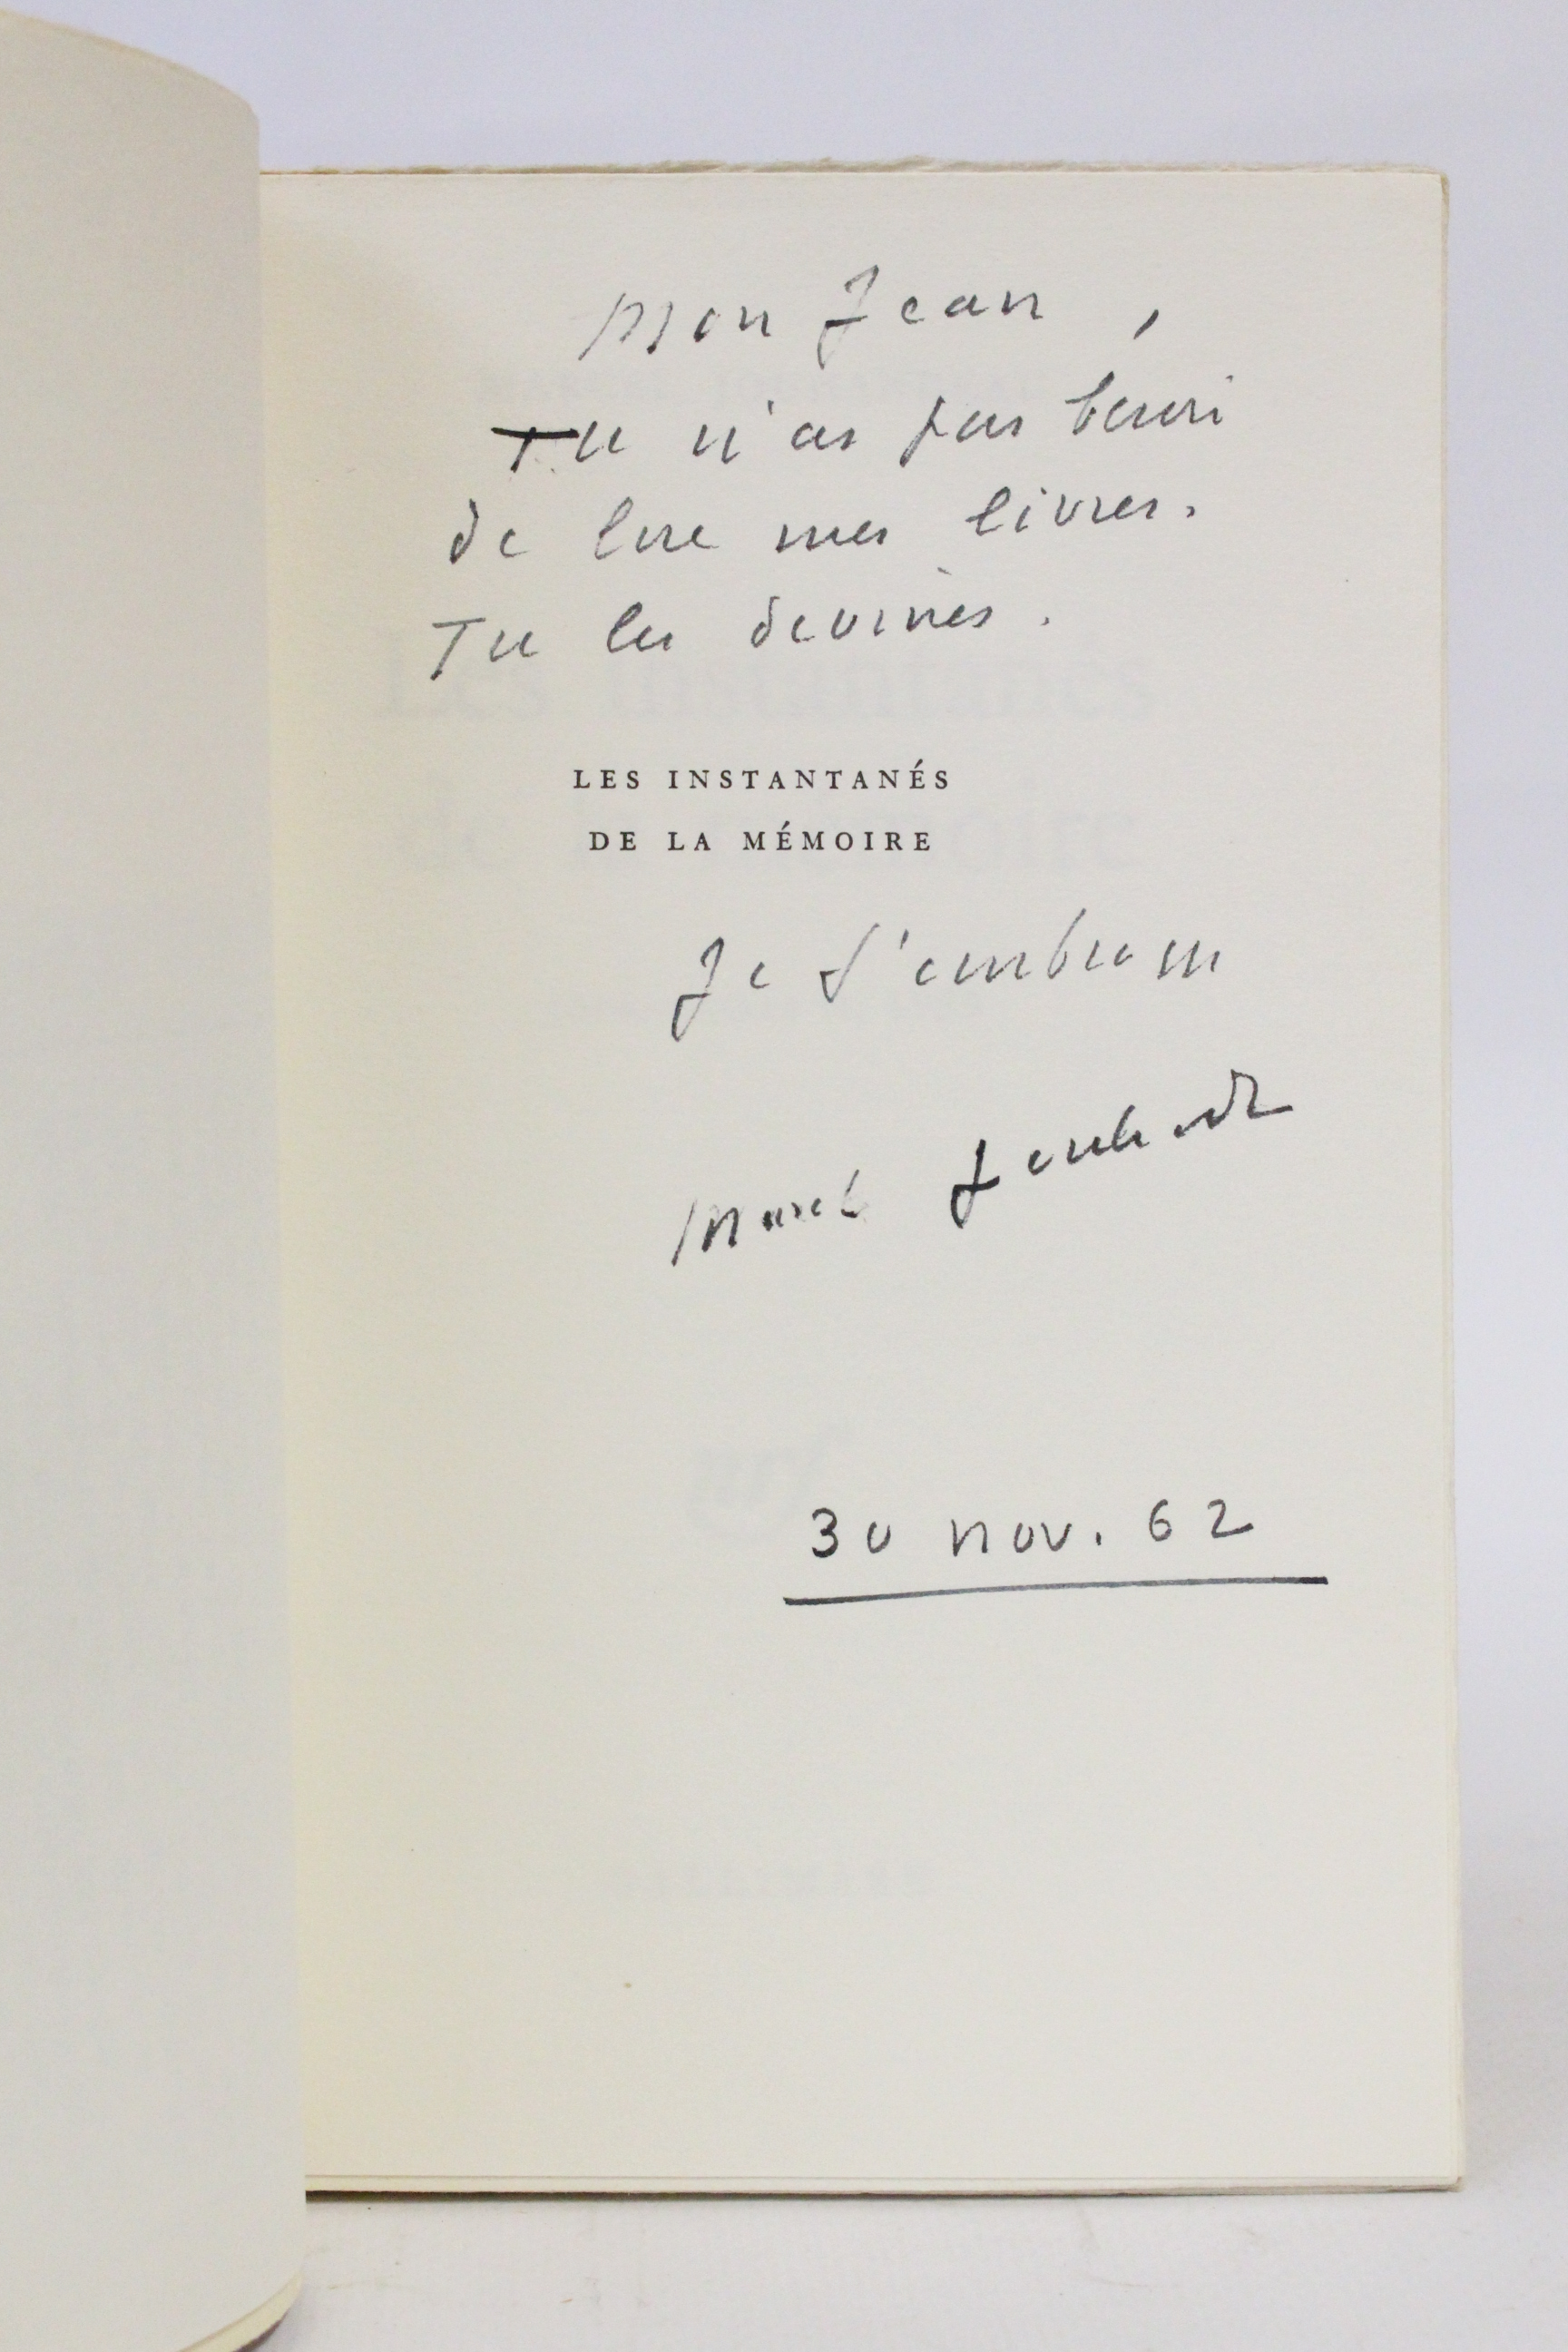 Mon Jean,
Tu n'as pas besoin
de lire mes livres.
Tu les devines.
LES INSTANTANÉS
DE LA MÉMOIRE
Je t'embrasse
Marcel Jouhandeau
30 nov. 62